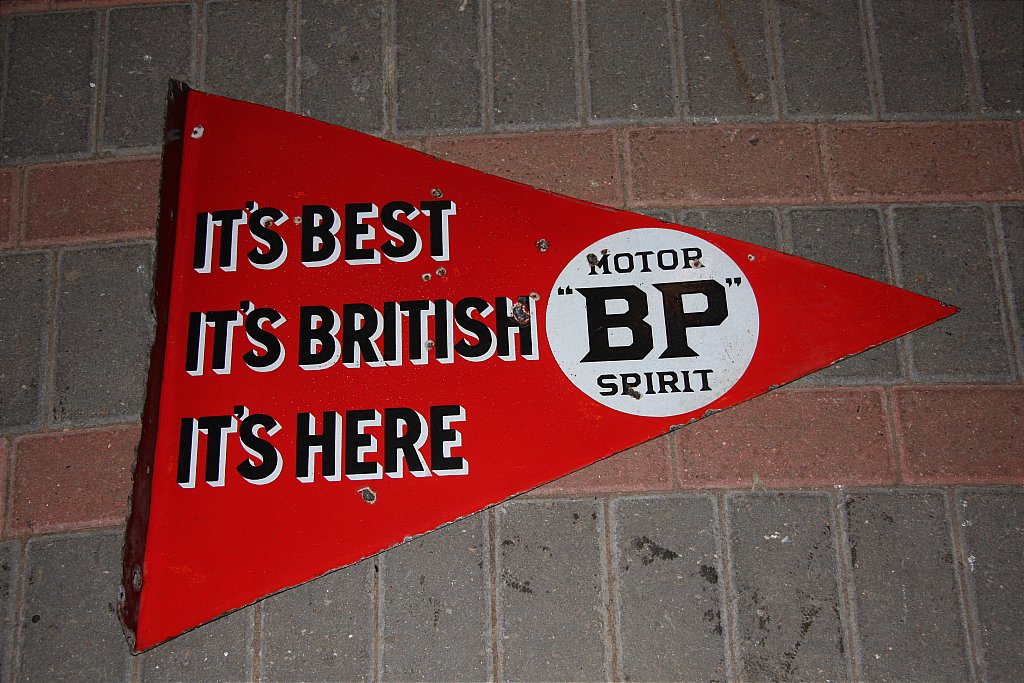 IT'S BEST
IT'S BRITISH
IT'S HERE
MOTOR
"BP"
SPIRIT